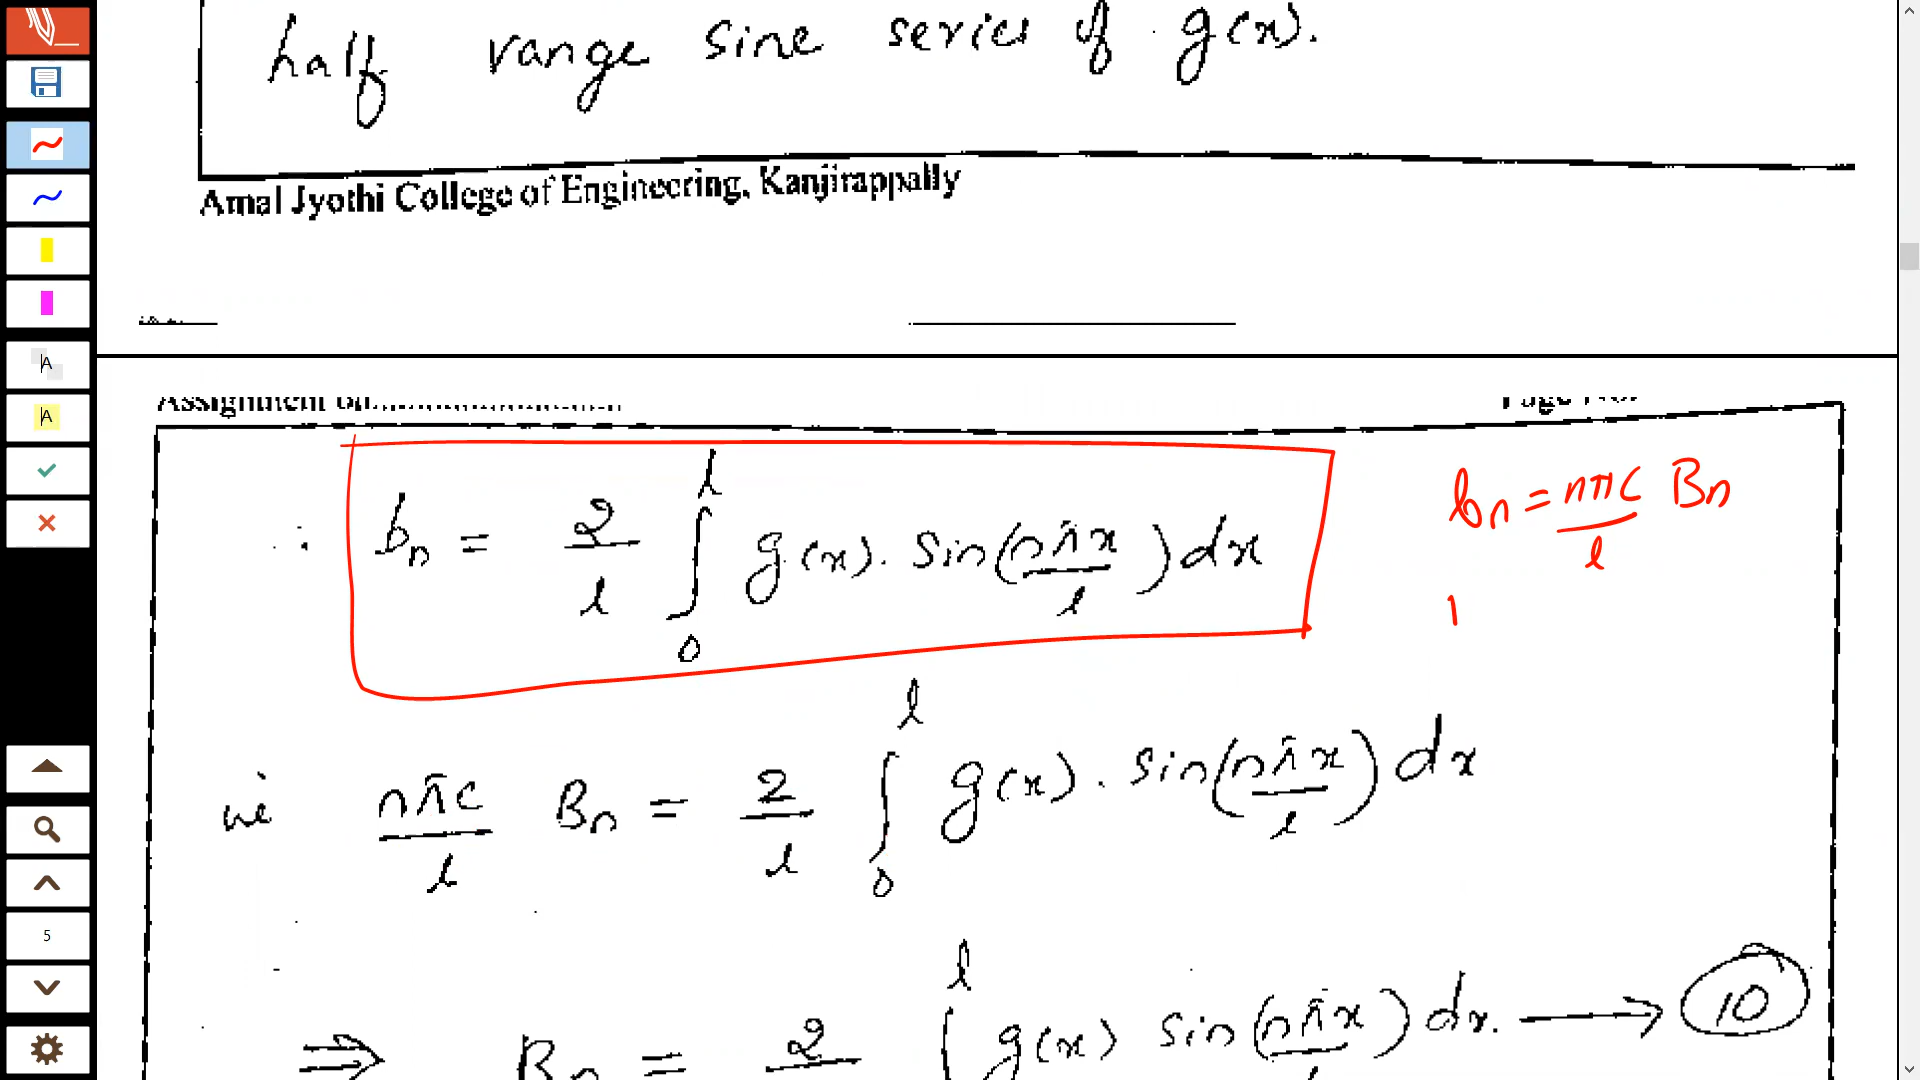 half range sine series of g(x).
Amal Jyothi College of Engineering, Kanjirappally
Assignment on
∴ bₙ = 2/l ∫₀ˡ g(x). sin(nπx/l) dx
bₙ = nπc/l Bₙ
ie nπc/l Bₙ = 2/l ∫₀ˡ g(x). sin(nπx/l) dx
⇒ Bₙ = 2 ∫ˡ g(x) sin(nπx/l) dx. → 10
A
A
5